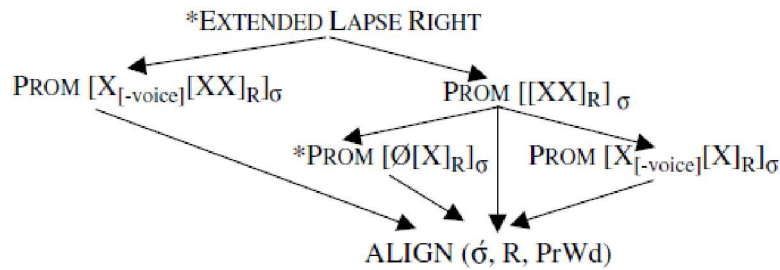 *EXTENDED LAPSE RIGHT
PROM [X[-voice][XX]R]σ PROM [[XX]R] σ
*PROM [Ø[X]R]σ PROM [X[-voice][X]R]σ
ALIGN (σ́, R, PrWd)